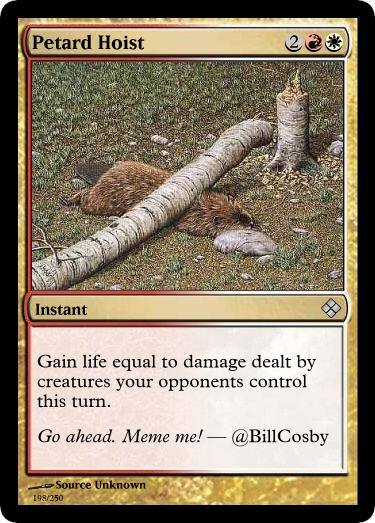 Petard Hoist 2
Instant
Gain life equal to damage dealt by
creatures your opponents control
this turn.
Go ahead. Meme me! — @BillCosby
Source Unknown
198/250